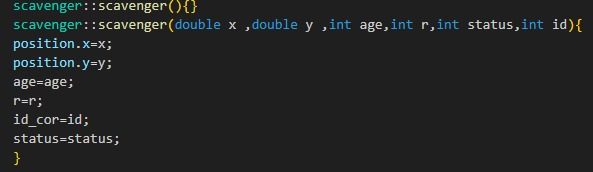 scavenger::scavenger(){}
scavenger::scavenger(double x ,double y ,int age,int r,int status,int id){
position.x=x;
position.y=y;
age=age;
r=r;
id_cor=id;
status=status;
}